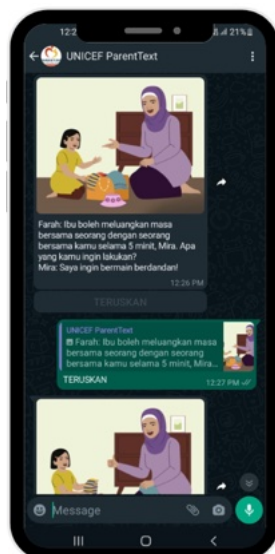 21%
UNICEF ParentText
Farah: Ibu boleh meluangkan masa
bersama seorang dengan seorang
bersama kamu selama 5 minit, Mira. Apa
yang kamu ingin lakukan?
Mira: Saya ingin bermain berdandan!
12:26 PM
TERUSKAN
UNICEF ParentText
Farah: Ibu boleh meluangkan masa
bersama seorang dengan seorang
bersama kamu selama 5 minit, Mira...
TERUSKAN
12:27 PM
Message